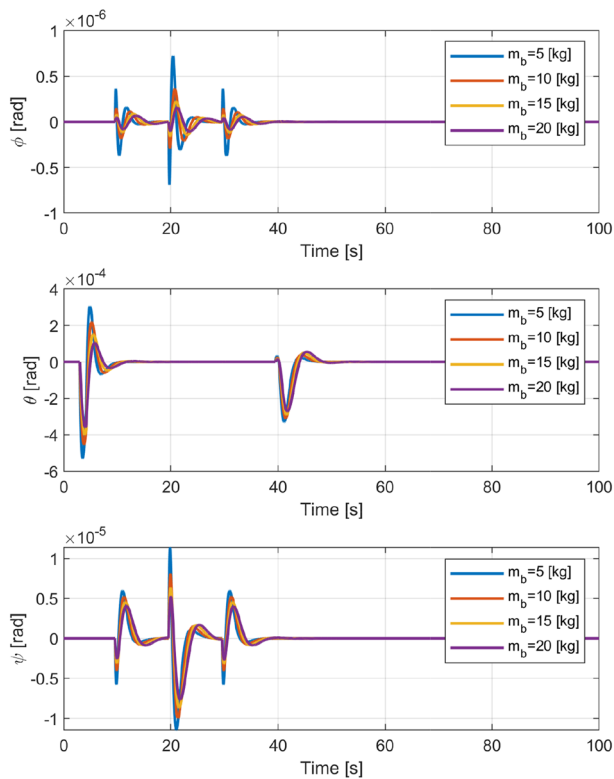 ×10⁻⁶
1
0.5
0
-0.5
-1
ϕ [rad]
m_b=5 [kg]
m_b=10 [kg]
m_b=15 [kg]
m_b=20 [kg]
0 20 40 60 80 100
Time [s]
×10⁻⁴
4
2
0
-2
-4
-6
θ [rad]
m_b=5 [kg]
m_b=10 [kg]
m_b=15 [kg]
m_b=20 [kg]
0 20 40 60 80 100
Time [s]
×10⁻⁵
1
0.5
0
-0.5
-1
ψ [rad]
m_b=5 [kg]
m_b=10 [kg]
m_b=15 [kg]
m_b=20 [kg]
0 20 40 60 80 100
Time [s]